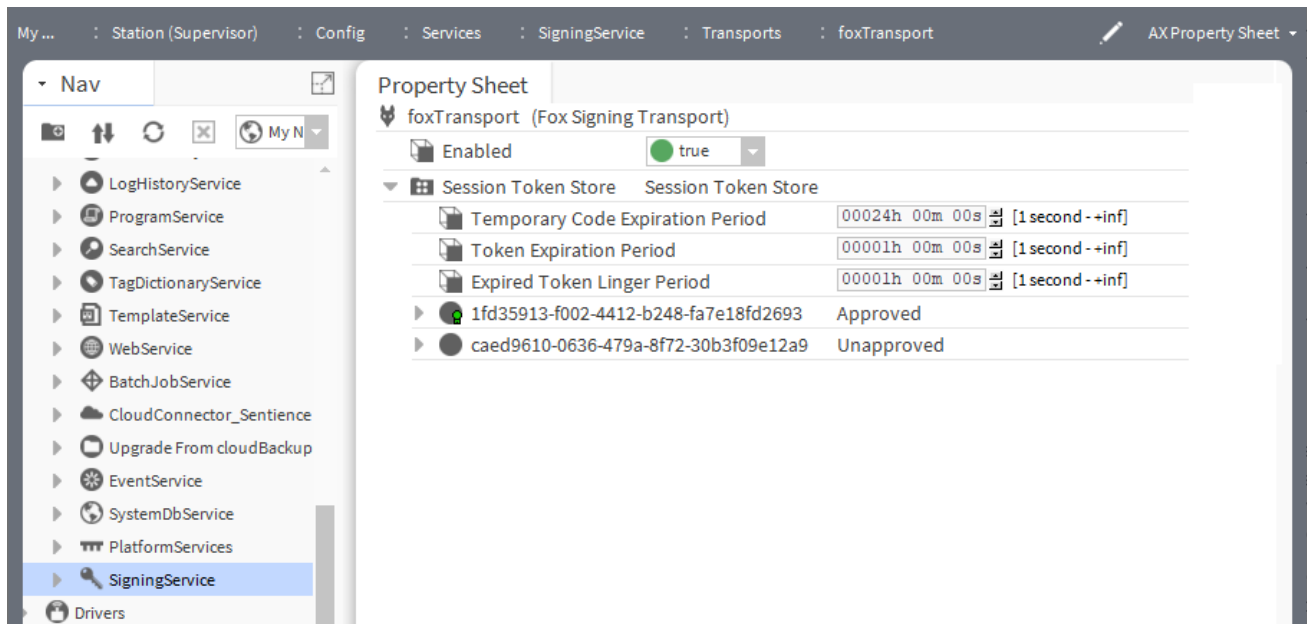 My ... : Station (Supervisor) : Config : Services : SigningService : Transports : foxTransport AX Property Sheet
Nav
My N
LogHistoryService
ProgramService
SearchService
TagDictionaryService
TemplateService
WebService
BatchJobService
CloudConnector_Sentience
Upgrade From cloudBackup
EventService
SystemDbService
PlatformServices
SigningService
Drivers
Property Sheet
foxTransport (Fox Signing Transport)
Enabled true
Session Token Store Session Token Store
Temporary Code Expiration Period 00024h 00m 00s [1 second - +inf]
Token Expiration Period 00001h 00m 00s [1 second - +inf]
Expired Token Linger Period 00001h 00m 00s [1 second - +inf]
1fd35913-f002-4412-b248-fa7e18fd2693 Approved
caed9610-0636-479a-8f72-30b3f09e12a9 Unapproved